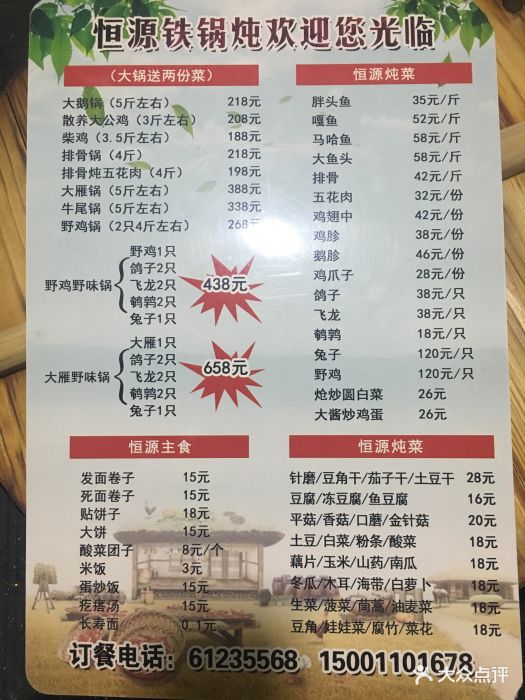 恒源铁锅炖欢迎您光临
（大锅送两份菜）
大鹅锅（5斤左右） 218元
散养大公鸡（3斤左右） 208元
柴鸡（3.5斤左右） 188元
排骨锅（4斤） 218元
排骨炖五花肉（4斤） 198元
大雁锅（5斤左右） 388元
牛尾锅（5斤左右） 338元
野鸡锅（2只4斤左右） 268元
野鸡野味锅
野鸡1只
鸽子2只
飞龙2只
鹌鹑2只
兔子1只
438元
大雁野味锅
大雁1只
鸽子2只
飞龙2只
鹌鹑2只
兔子1只
658元
恒源炖菜
胖头鱼 35元/斤
嘎鱼 52元/斤
马哈鱼 58元/斤
大鱼头 58元/斤
排骨 42元/斤
五花肉 32元/份
鸡翅中 42元/份
鸡胗 38元/份
鹅胗 46元/份
鸡爪子 28元/份
鸽子 38元/只
飞龙 38元/只
鹌鹑 18元/只
兔子 120元/只
野鸡 120元/只
炝炒圆白菜 26元
大酱炒鸡蛋 26元
恒源主食
发面卷子 15元
死面卷子 15元
贴饼子 18元
大饼 15元
酸菜团子 8元/个
米饭 3元
蛋炒饭 15元
疙瘩汤 15元
长寿面 0.1元
恒源炖菜
针磨/豆角干/茄子干/土豆干 28元
豆腐/冻豆腐/鱼豆腐 16元
平菇/香菇/口蘑/金针菇 20元
土豆/白菜/粉条/酸菜 18元
藕片/玉米/山药/南瓜 18元
冬瓜/木耳/海带/白萝卜 18元
生菜/菠菜/茼蒿/油麦菜 18元
豆角/娃娃菜/腐竹/菜花 18元
订餐电话：61235568 15001101678
大众点评